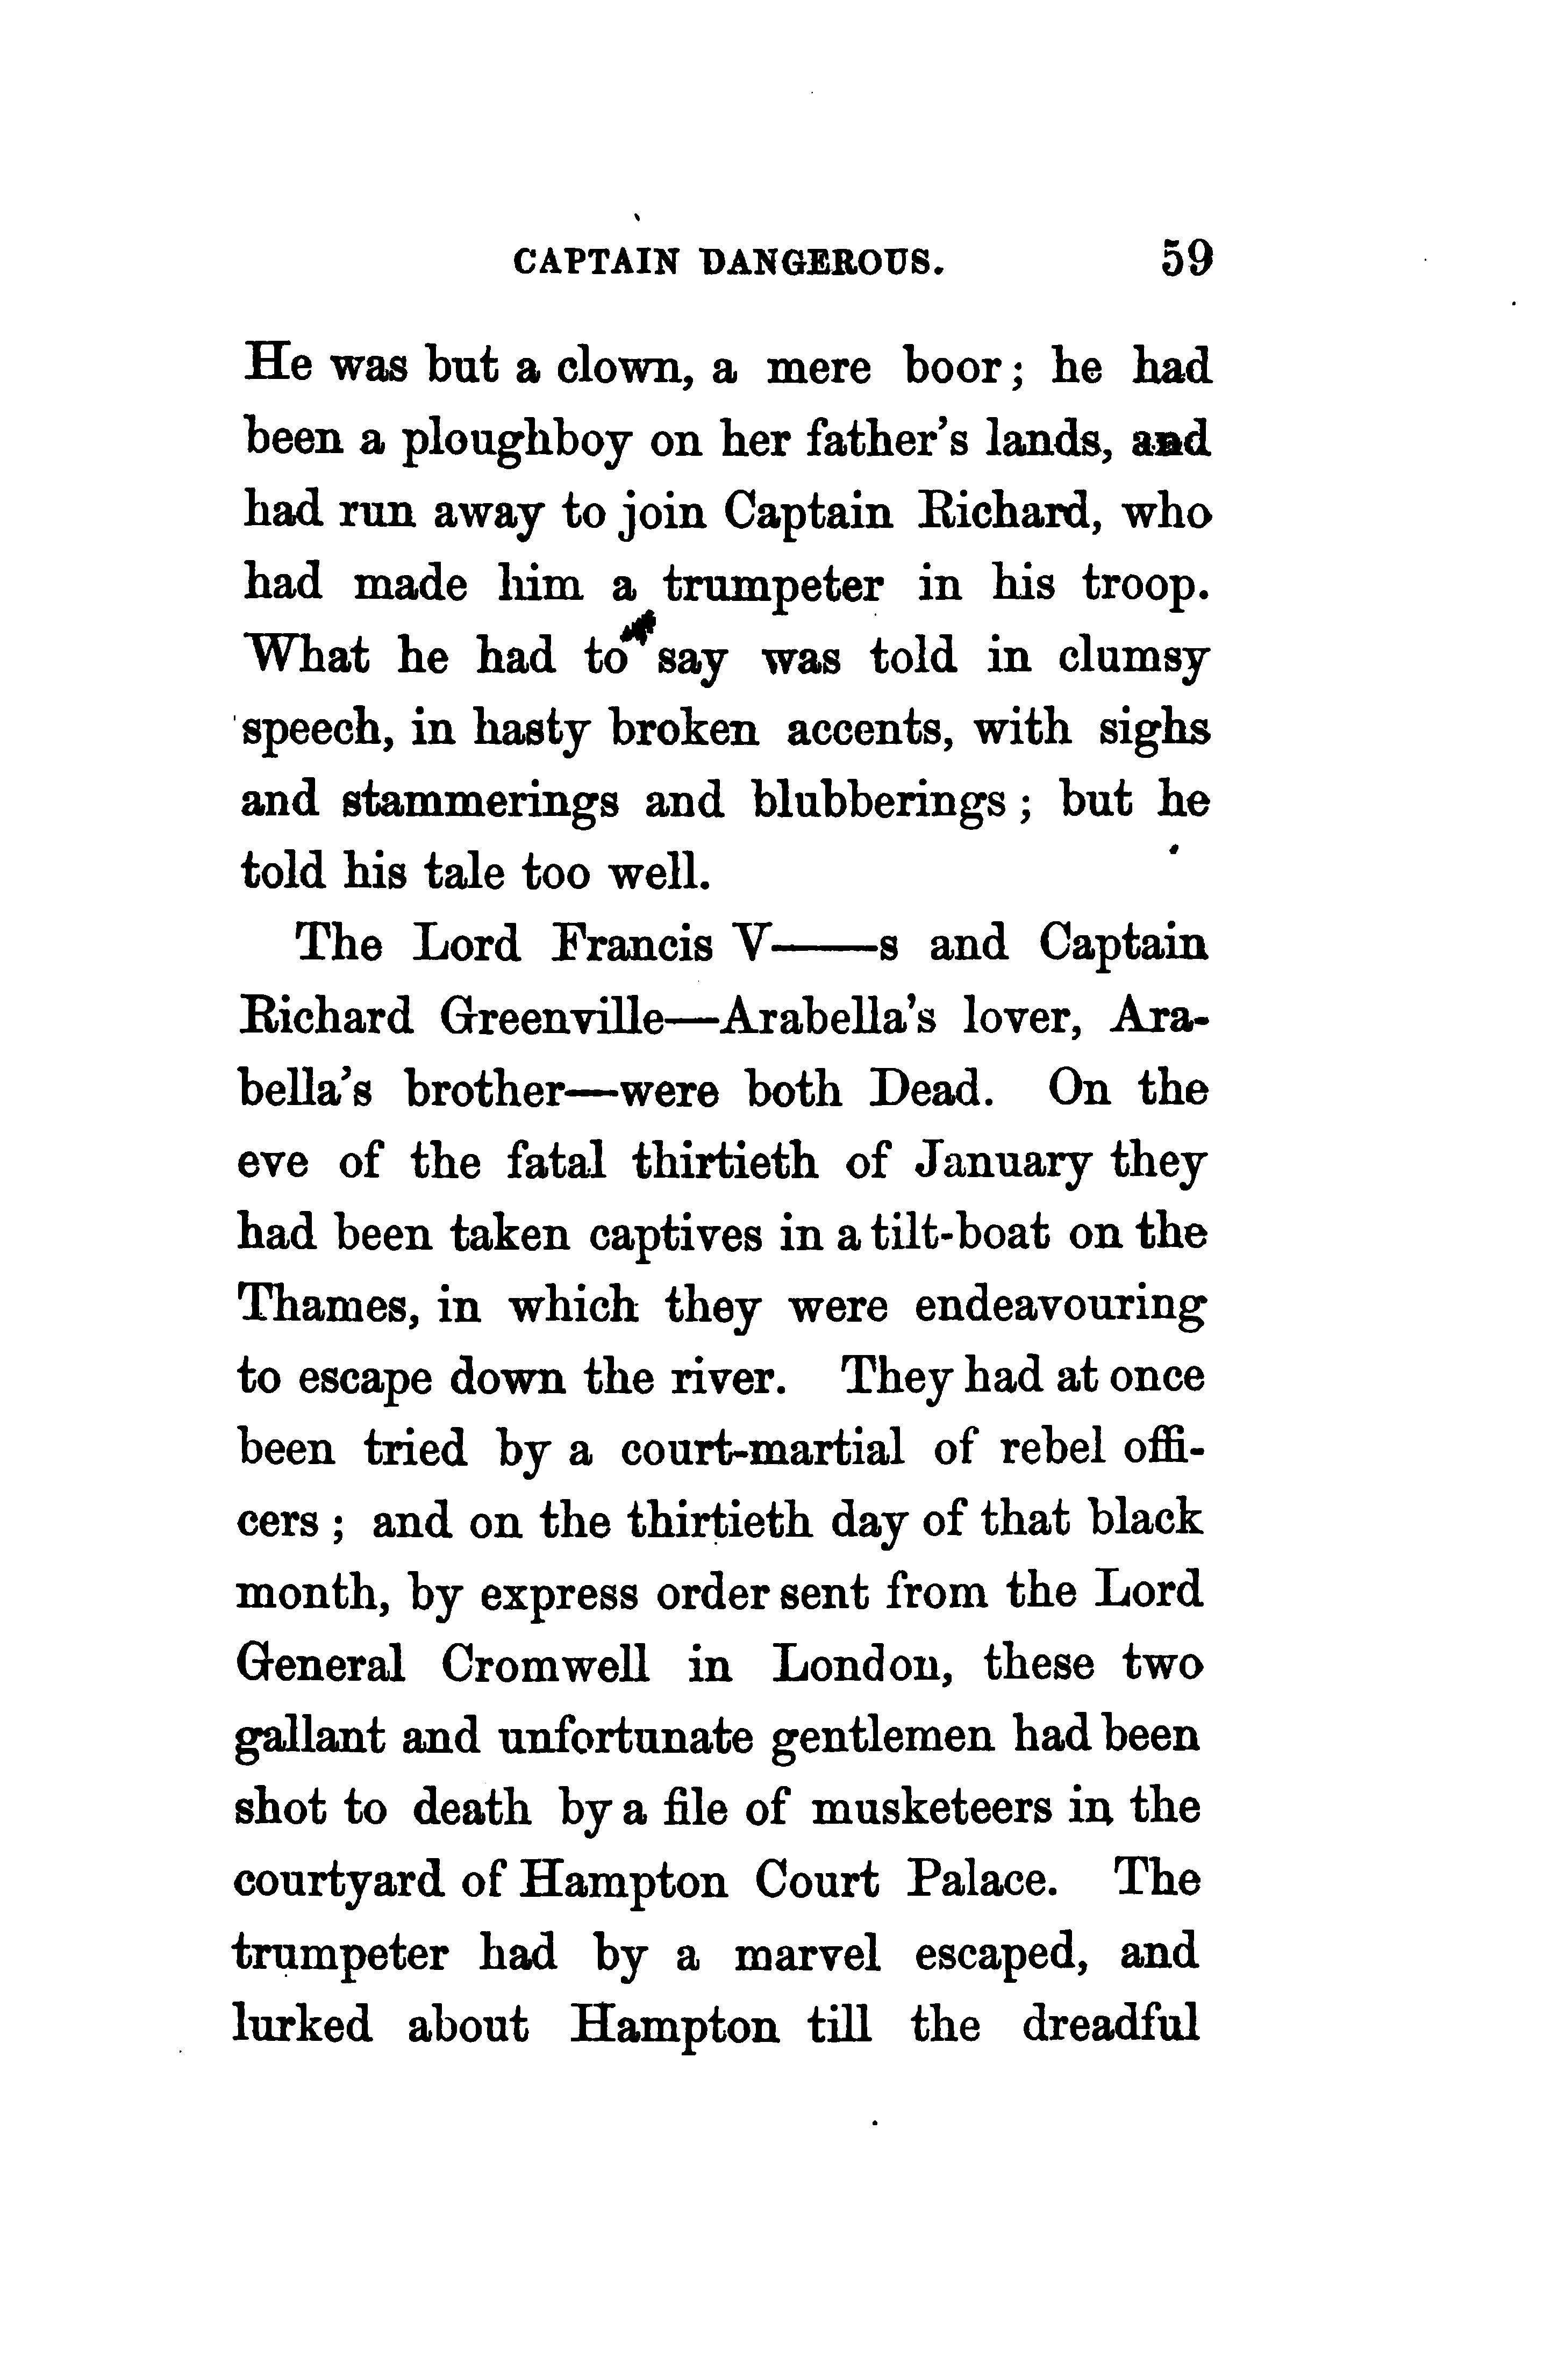 CAPTAIN DANGEROUS. 59
He was but a clown, a mere boor; he had
been a ploughboy on her father's lands, and
had run away to join Captain Richard, who
had made him a trumpeter in his troop.
What he had to say was told in clumsy
speech, in hasty broken accents, with sighs
and stammerings and blubberings; but he
told his tale too well.
The Lord Francis V——s and Captain
Richard Greenville—Arabella's lover, Ara-
bella's brother—were both Dead. On the
eve of the fatal thirtieth of January they
had been taken captives in a tilt-boat on the
Thames, in which they were endeavouring
to escape down the river. They had at once
been tried by a court-martial of rebel offi-
cers; and on the thirtieth day of that black
month, by express order sent from the Lord
General Cromwell in London, these two
gallant and unfortunate gentlemen had been
shot to death by a file of musketeers in the
courtyard of Hampton Court Palace. The
trumpeter had by a marvel escaped, and
lurked about Hampton till the dreadful